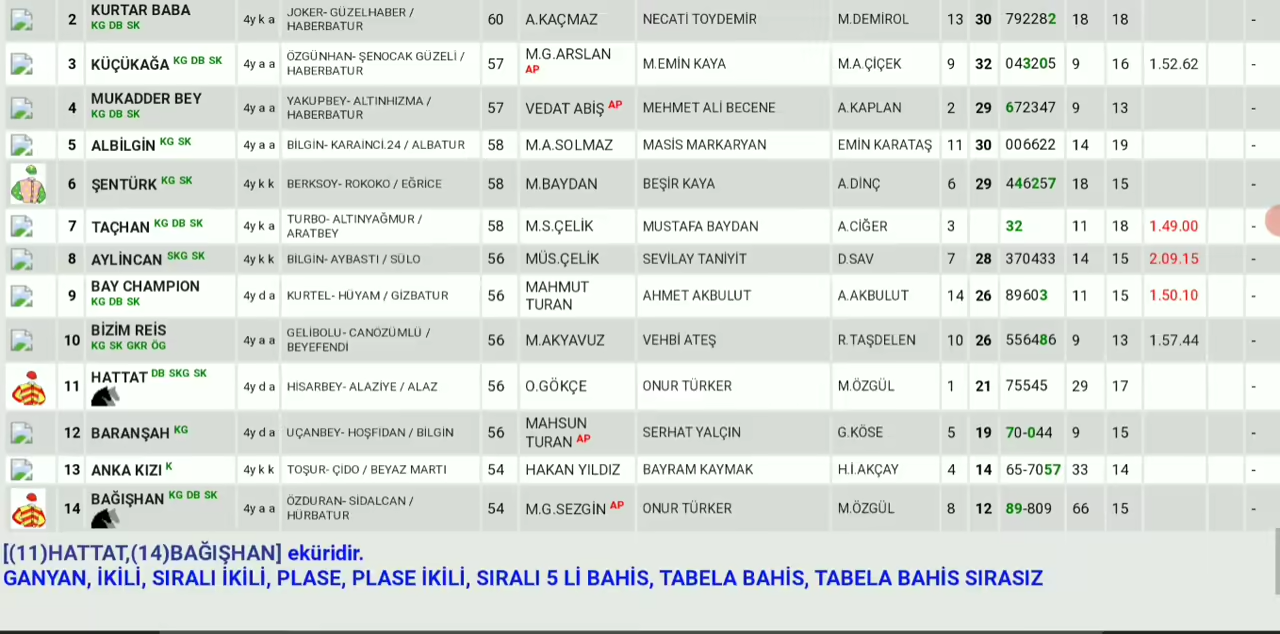 2 KURTAR BABA KG DB SK 4y k a JOKER- GÜZELHABER / HABERBATUR 60 A.KAÇMAZ NECATİ TOYDEMİR M.DEMİROL 13 30 792282 18 18 -
3 KÜÇÜKAĞA KG DB SK 4y a a ÖZGÜNHAN- ŞENOCAK GÜZELİ / HABERBATUR 57 M.G.ARSLAN AP M.EMİN KAYA M.A.ÇİÇEK 9 32 043205 9 16 1.52.62 -
4 MUKADDER BEY KG DB SK 4y a a YAKUPBEY- ALTINHIZMA / HABERBATUR 57 VEDAT ABİŞ AP MEHMET ALİ BECENE A.KAPLAN 2 29 672347 9 13 -
5 ALBİLGİN KG SK 4y a a BİLGİN- KARAİNCİ.24 / ALBATUR 58 M.A.SOLMAZ MASİS MARKARYAN EMİN KARATAŞ 11 30 006622 14 19 -
6 ŞENTÜRK KG SK 4y k k BERKSOY- ROKOKO / EĞRİCE 58 M.BAYDAN BEŞİR KAYA A.DİNÇ 6 29 446257 18 15 -
7 TAÇHAN KG DB SK 4y k a TURBO- ALTINYAĞMUR / ARATBEY 58 M.S.ÇELİK MUSTAFA BAYDAN A.CİĞER 3 32 11 18 1.49.00 -
8 AYLİNCAN SKG SK 4y k k BİLGİN- AYBASTI / SÜLO 56 MÜS.ÇELİK SEVİLAY TANİYİT D.SAV 7 28 370433 14 15 2.09.15 -
9 BAY CHAMPION KG DB SK 4y d a KURTEL- HÜYAM / GİZBATUR 56 MAHMUT TURAN AHMET AKBULUT A.AKBULUT 14 26 89603 11 15 1.50.10 -
10 BİZİM REİS KG SK GKR ÖG 4y a a GELİBOLU- CANÖZÜMLÜ / BEYEFENDİ 56 M.AKYAVUZ VEHBİ ATEŞ R.TAŞDELEN 10 26 556486 9 13 1.57.44 -
11 HATTAT DB SKG SK 4y d a HİSARBEY- ALAZİYE / ALAZ 56 O.GÖKÇE ONUR TÜRKER M.ÖZGÜL 1 21 75545 29 17 -
12 BARANŞAH KG 4y d a UÇANBEY- HOŞFİDAN / BİLGİN 56 MAHSUN TURAN AP SERHAT YALÇIN G.KÖSE 5 19 70-044 9 15 -
13 ANKA KIZI K 4y k k TOŞUR- ÇİDO / BEYAZ MARTI 54 HAKAN YILDIZ BAYRAM KAYMAK H.İ.AKÇAY 4 14 65-7057 33 14 -
14 BAĞIŞHAN KG DB SK 4y a a ÖZDURAN- SİDALCAN / HÜRBATUR 54 M.G.SEZGİN AP ONUR TÜRKER M.ÖZGÜL 8 12 89-809 66 15 -
[(11)HATTAT,(14)BAĞIŞHAN] eküridir.
GANYAN, İKİLİ, SIRALI İKİLİ, PLASE, PLASE İKİLİ, SIRALI 5 Lİ BAHİS, TABELA BAHİS, TABELA BAHİS SIRASIZ